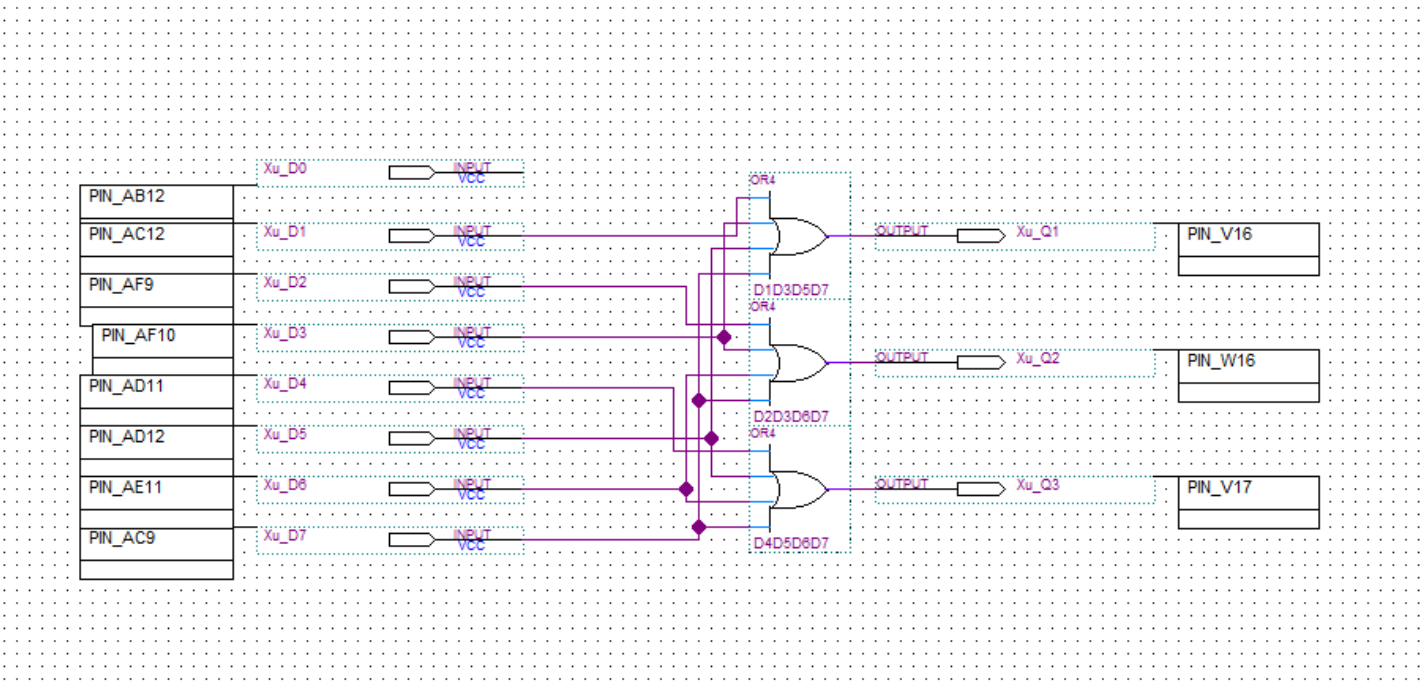 Xu_D0 INPUT VCC
PIN_AB12
OR4
PIN_AC12 Xu_D1 INPUT VCC OUTPUT Xu_Q1 PIN_V16
PIN_AF9 Xu_D2 INPUT VCC D1D3D5D7
OR4
PIN_AF10 Xu_D3 INPUT VCC
OUTPUT Xu_Q2 PIN_W16
PIN_AD11 Xu_D4 INPUT VCC
D2D3D6D7
PIN_AD12 Xu_D5 INPUT VCC OR4
PIN_AE11 Xu_D6 INPUT VCC OUTPUT Xu_Q3 PIN_V17
PIN_AC9 Xu_D7 INPUT VCC D4D5D6D7